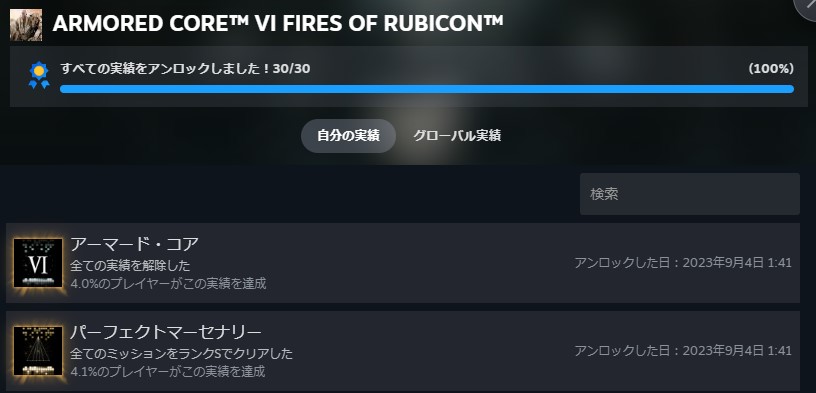 ARMORED CORE™ VI FIRES OF RUBICON™
すべての実績をアンロックしました！30/30 (100%)
自分の実績 グローバル実績
検索
VI
アーマード・コア
全ての実績を解除した
4.0%のプレイヤーがこの実績を達成
アンロックした日：2023年9月4日 1:41
パーフェクトマーセナリー
全てのミッションをランクSでクリアした
4.1%のプレイヤーがこの実績を達成
アンロックした日：2023年9月4日 1:41